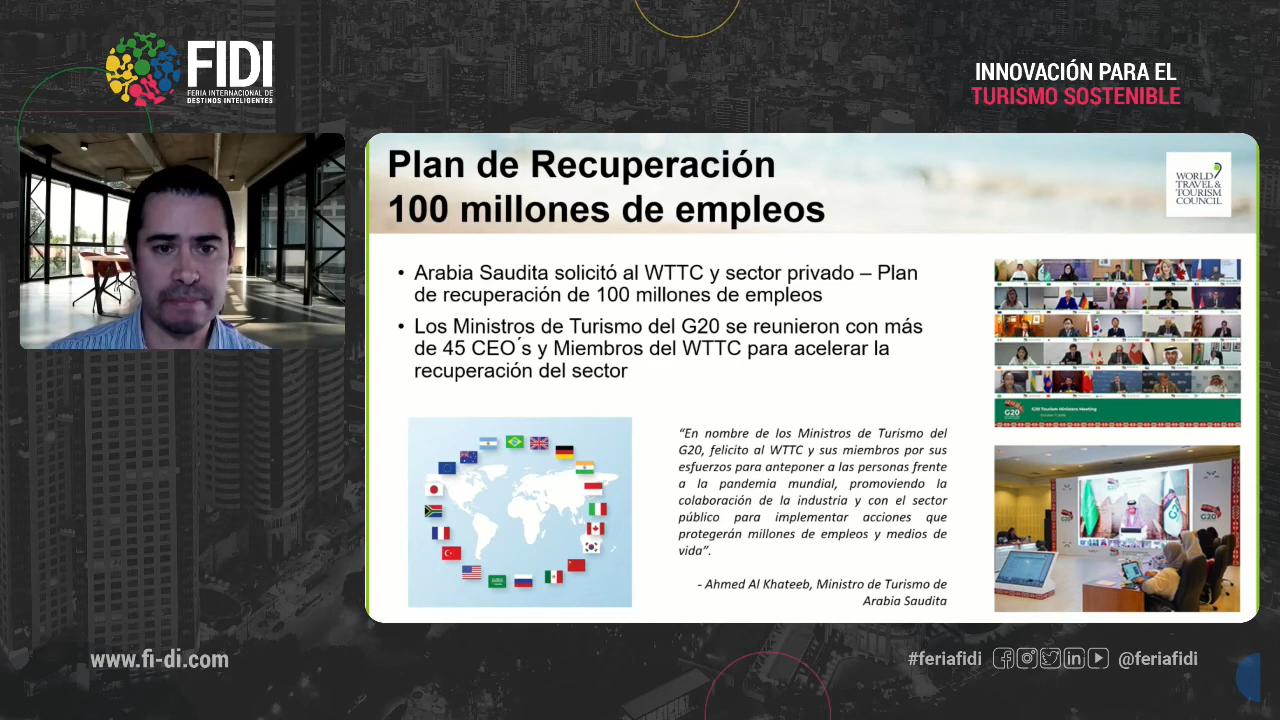 FIDI
FERIA INTERNACIONAL DE
DESTINOS INTELIGENTES
INNOVACIÓN PARA EL
TURISMO SOSTENIBLE
Plan de Recuperación
100 millones de empleos
WORLD
TRAVEL &
TOURISM
COUNCIL
• Arabia Saudita solicitó al WTTC y sector privado – Plan
de recuperación de 100 millones de empleos
• Los Ministros de Turismo del G20 se reunieron con más
de 45 CEO´s y Miembros del WTTC para acelerar la
recuperación del sector
G20
G20 Tourism Ministers Meeting
“En nombre de los Ministros de Turismo del
G20, felicito al WTTC y sus miembros por sus
esfuerzos para anteponer a las personas frente
a la pandemia mundial, promoviendo la
colaboración de la industria y con el sector
público para implementar acciones que
protegerán millones de empleos y medios de
vida”.
- Ahmed Al Khateeb, Ministro de Turismo de
Arabia Saudita
G20
www.fi-di.com
#feriafidi
@feriafidi